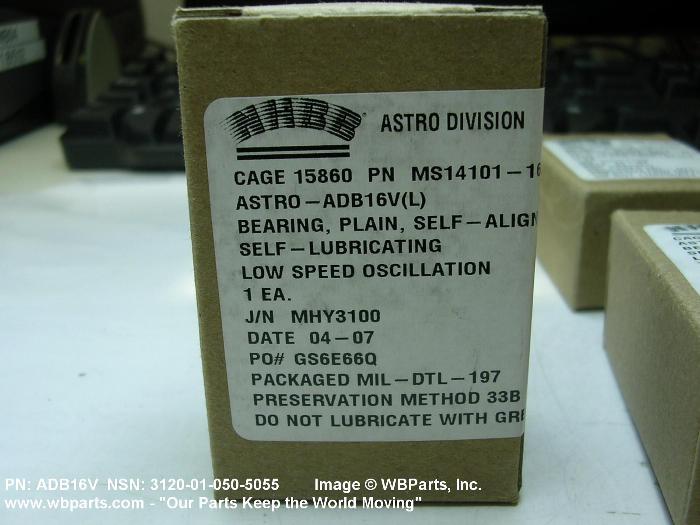 NHBB ASTRO DIVISION
CAGE 15860 PN MS14101-16
ASTRO-ADB16V(L)
BEARING, PLAIN, SELF-ALIGN
SELF-LUBRICATING
LOW SPEED OSCILLATION
1 EA.
J/N MHY3100
DATE 04-07
PO# GS6E66Q
PACKAGED MIL-DTL-197
PRESERVATION METHOD 33B
DO NOT LUBRICATE WITH GRE
PN: ADB16V NSN: 3120-01-050-5055 Image © WBParts, Inc.
www.wbparts.com - "Our Parts Keep the World Moving"